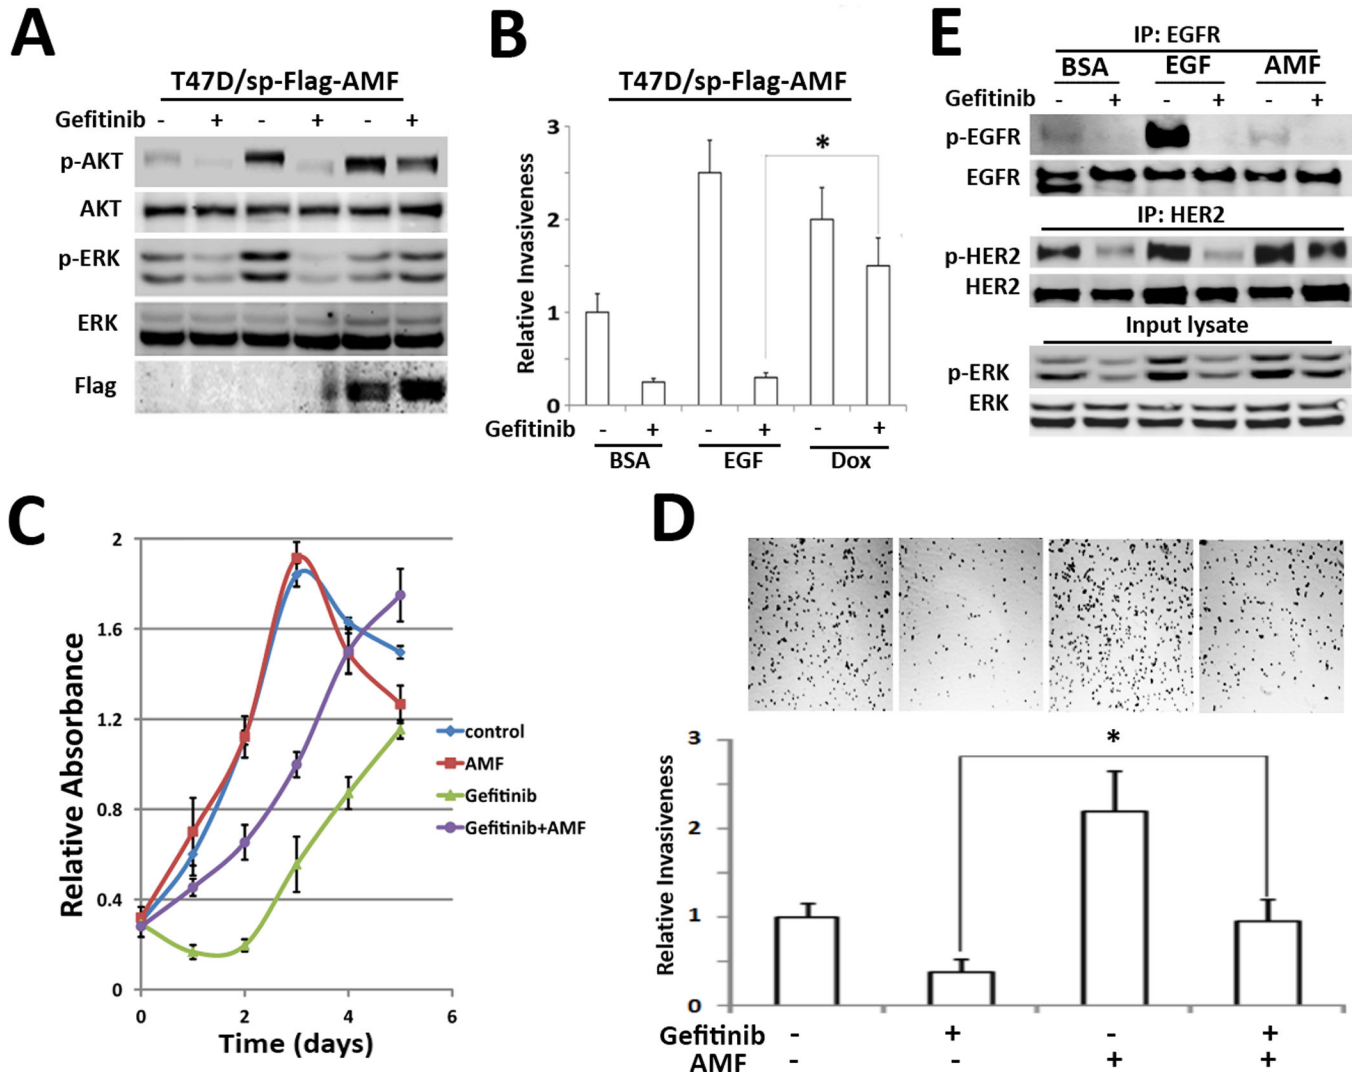 A
T47D/sp-Flag-AMF
Gefitinib - + - + - +
p-AKT
AKT
p-ERK
ERK
Flag
B
T47D/sp-Flag-AMF
Relative Invasiveness
3
2
1
0
*
Gefitinib - + - + - +
BSA EGF Dox
E
IP: EGFR
BSA EGF AMF
Gefitinib - + - + - +
p-EGFR
EGFR
IP: HER2
p-HER2
HER2
Input lysate
p-ERK
ERK
C
Relative Absorbance
2
1.6
1.2
0.8
0.4
0
0 2 4 6
Time (days)
control
AMF
Gefitinib
Gefitinib+AMF
D
Relative Invasiveness
3
2
1
0
*
Gefitinib - + - +
AMF - - + +